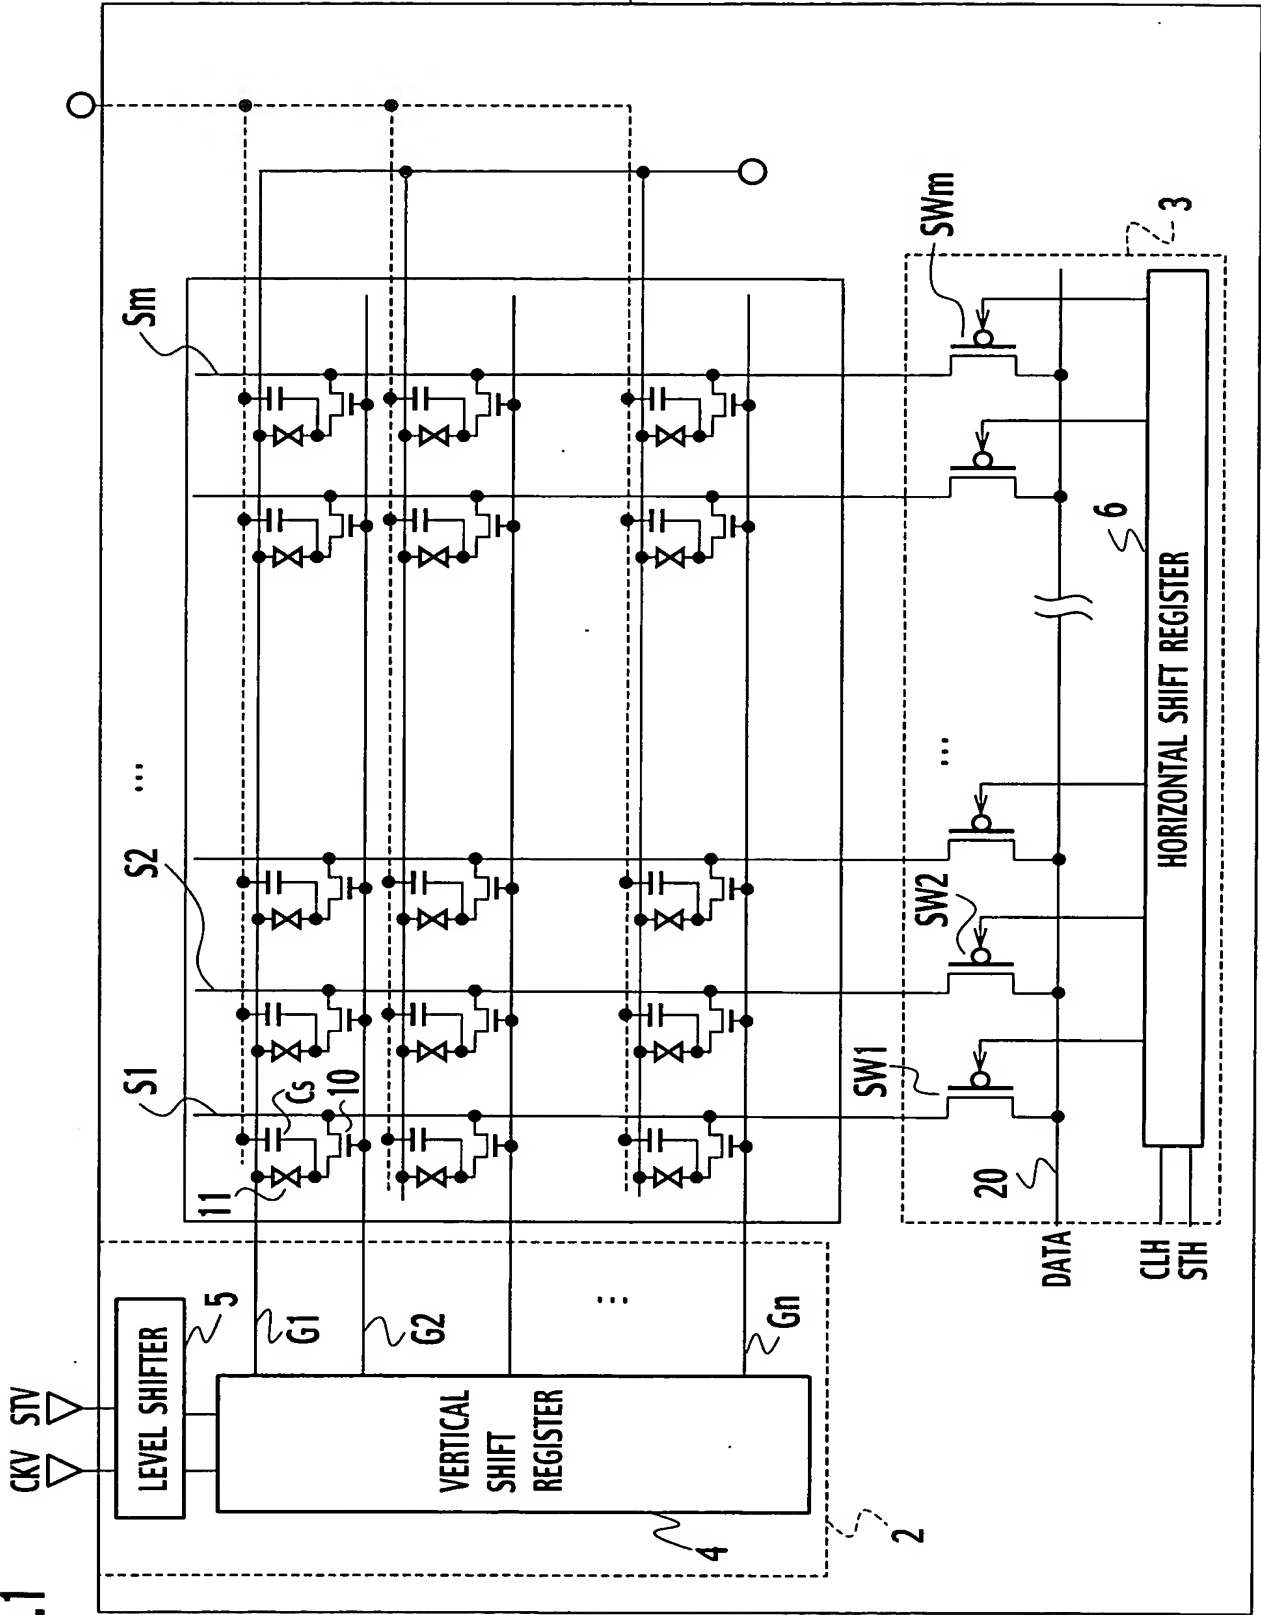 .1
CKV
STV
LEVEL SHIFTER
5
VERTICAL
SHIFT
REGISTER
4
2
G1
G2
...
Gn
S1
S2
...
Sm
11
Cs
10
SW1
SW2
...
SWm
3
20
DATA
CLH
STH
HORIZONTAL SHIFT REGISTER
6